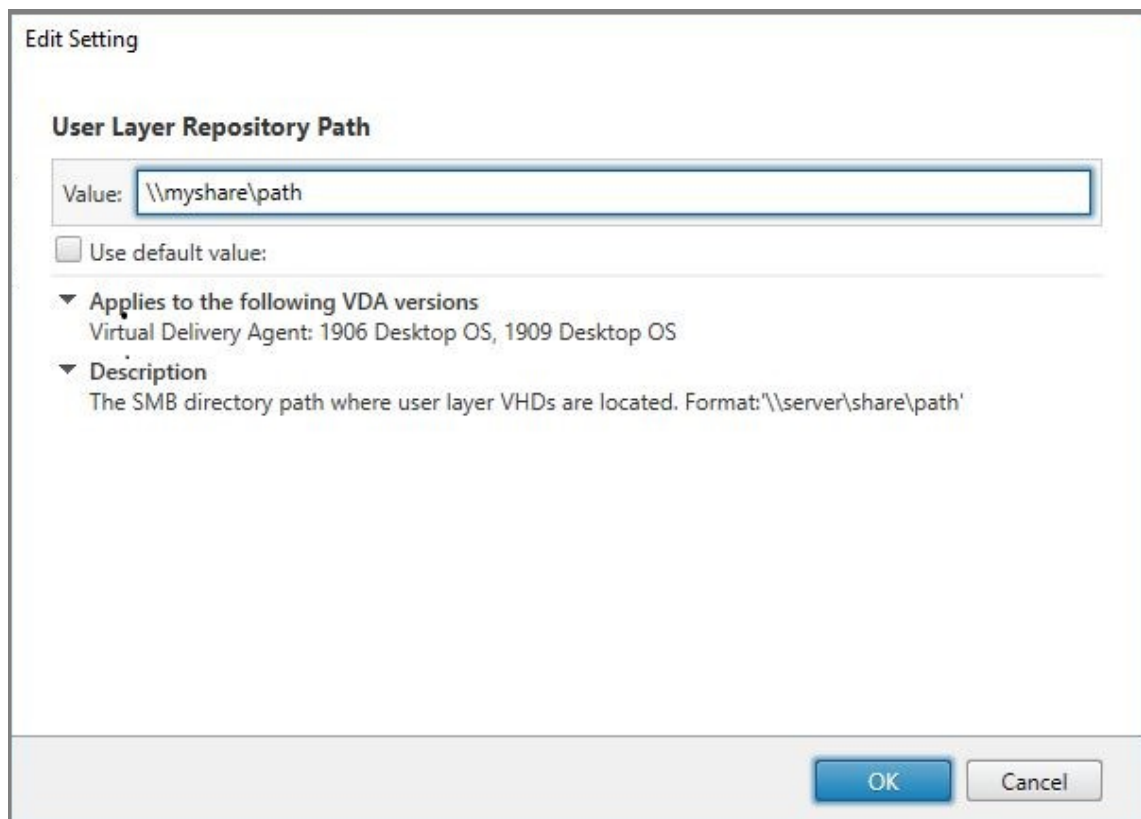 Edit Setting
User Layer Repository Path
Value: \\myshare\path
Use default value:
Applies to the following VDA versions
Virtual Delivery Agent: 1906 Desktop OS, 1909 Desktop OS
Description
The SMB directory path where user layer VHDs are located. Format:'\\server\share\path'
OK Cancel